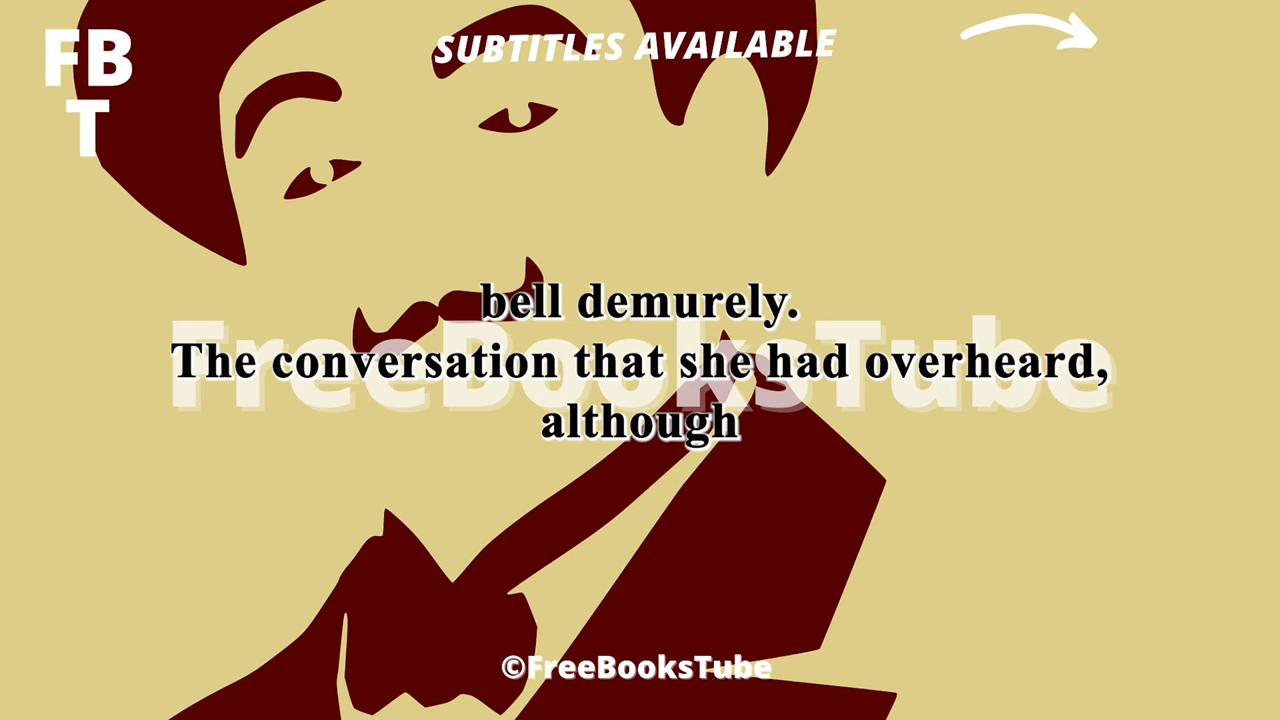 FB
T
SUBTITLES AVAILABLE
bell demurely.
The conversation that she had overheard,
although
FreeBooksTube
©FreeBooksTube